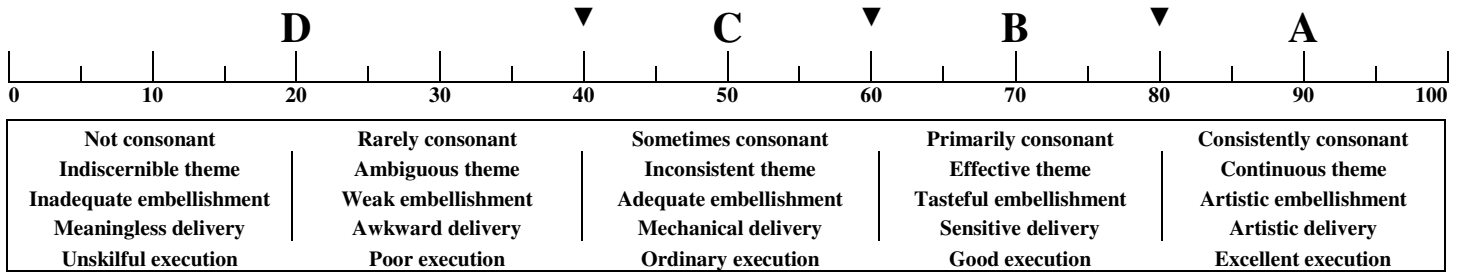 D C B A
0 10 20 30 40 50 60 70 80 90 100
Not consonant Rarely consonant Sometimes consonant Primarily consonant Consistently consonant
Indiscernible theme Ambiguous theme Inconsistent theme Effective theme Continuous theme
Inadequate embellishment Weak embellishment Adequate embellishment Tasteful embellishment Artistic embellishment
Meaningless delivery Awkward delivery Mechanical delivery Sensitive delivery Artistic delivery
Unskilful execution Poor execution Ordinary execution Good execution Excellent execution